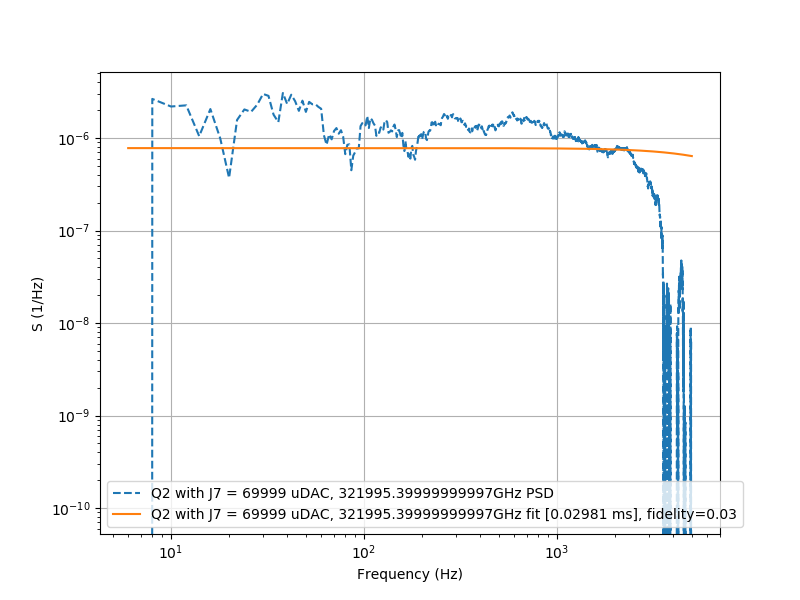 10⁻⁶
10⁻⁷
10⁻⁸
10⁻⁹
10⁻¹⁰
S (1/Hz)
Q2 with J7 = 69999 uDAC, 321995.39999999997GHz PSD
Q2 with J7 = 69999 uDAC, 321995.39999999997GHz fit [0.02981 ms], fidelity=0.03
10¹ 10² 10³
Frequency (Hz)